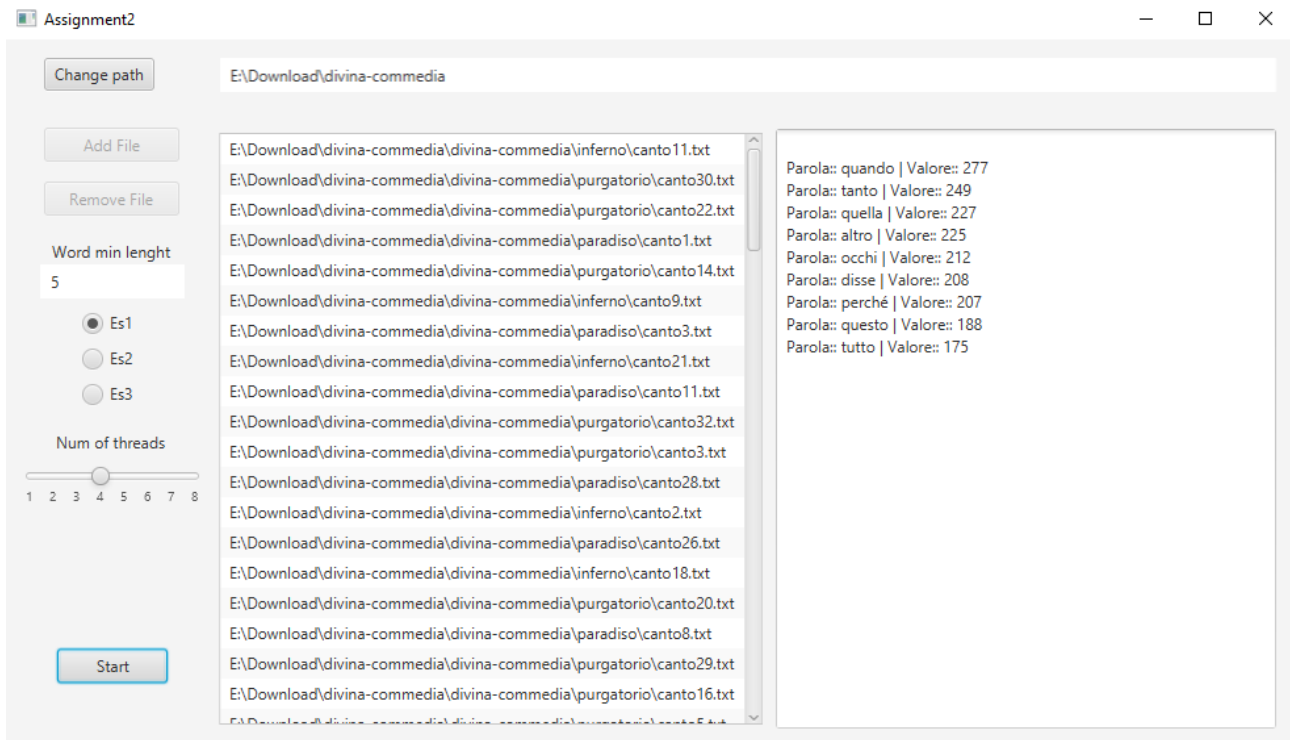 Assignment2
Change path
E:\Download\divina-commedia
Add File
Remove File
Word min lenght
5
Es1
Es2
Es3
Num of threads
1 2 3 4 5 6 7 8
Start
E:\Download\divina-commedia\divina-commedia\inferno\canto11.txt
E:\Download\divina-commedia\divina-commedia\purgatorio\canto30.txt
E:\Download\divina-commedia\divina-commedia\purgatorio\canto22.txt
E:\Download\divina-commedia\divina-commedia\paradiso\canto1.txt
E:\Download\divina-commedia\divina-commedia\purgatorio\canto14.txt
E:\Download\divina-commedia\divina-commedia\inferno\canto9.txt
E:\Download\divina-commedia\divina-commedia\paradiso\canto3.txt
E:\Download\divina-commedia\divina-commedia\inferno\canto21.txt
E:\Download\divina-commedia\divina-commedia\paradiso\canto11.txt
E:\Download\divina-commedia\divina-commedia\purgatorio\canto32.txt
E:\Download\divina-commedia\divina-commedia\purgatorio\canto3.txt
E:\Download\divina-commedia\divina-commedia\paradiso\canto28.txt
E:\Download\divina-commedia\divina-commedia\inferno\canto2.txt
E:\Download\divina-commedia\divina-commedia\paradiso\canto26.txt
E:\Download\divina-commedia\divina-commedia\inferno\canto18.txt
E:\Download\divina-commedia\divina-commedia\purgatorio\canto20.txt
E:\Download\divina-commedia\divina-commedia\paradiso\canto8.txt
E:\Download\divina-commedia\divina-commedia\purgatorio\canto29.txt
E:\Download\divina-commedia\divina-commedia\purgatorio\canto16.txt
E:\Download\divina-commedia\divina-commedia\purgatorio\canto5.txt
Parola:: quando | Valore:: 277
Parola:: tanto | Valore:: 249
Parola:: quella | Valore:: 227
Parola:: altro | Valore:: 225
Parola:: occhi | Valore:: 212
Parola:: disse | Valore:: 208
Parola:: perché | Valore:: 207
Parola:: questo | Valore:: 188
Parola:: tutto | Valore:: 175